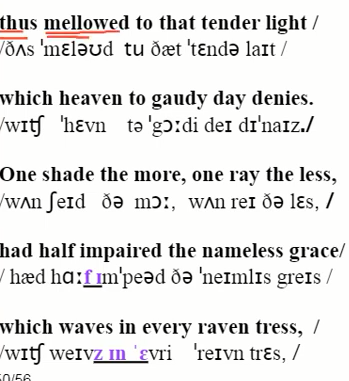 thus mellowed to that tender light /
/ðʌs ˈmɛləʊd tu ðæt ˈtɛndə laɪt /
which heaven to gaudy day denies.
/wɪʧ ˈhɛvn tə ˈgɔːdi deɪ dɪˈnaɪz./
One shade the more, one ray the less,
/wʌn ʃeɪd ðə mɔː, wʌn reɪ ðə lɛs, /
had half impaired the nameless grace/
/ hæd hɑːf ɪmˈpeəd ðə ˈneɪmlɪs greɪs /
which waves in every raven tress, /
/wɪʧ weɪvz ɪn ˈɛvri ˈreɪvn trɛs, /
50/56